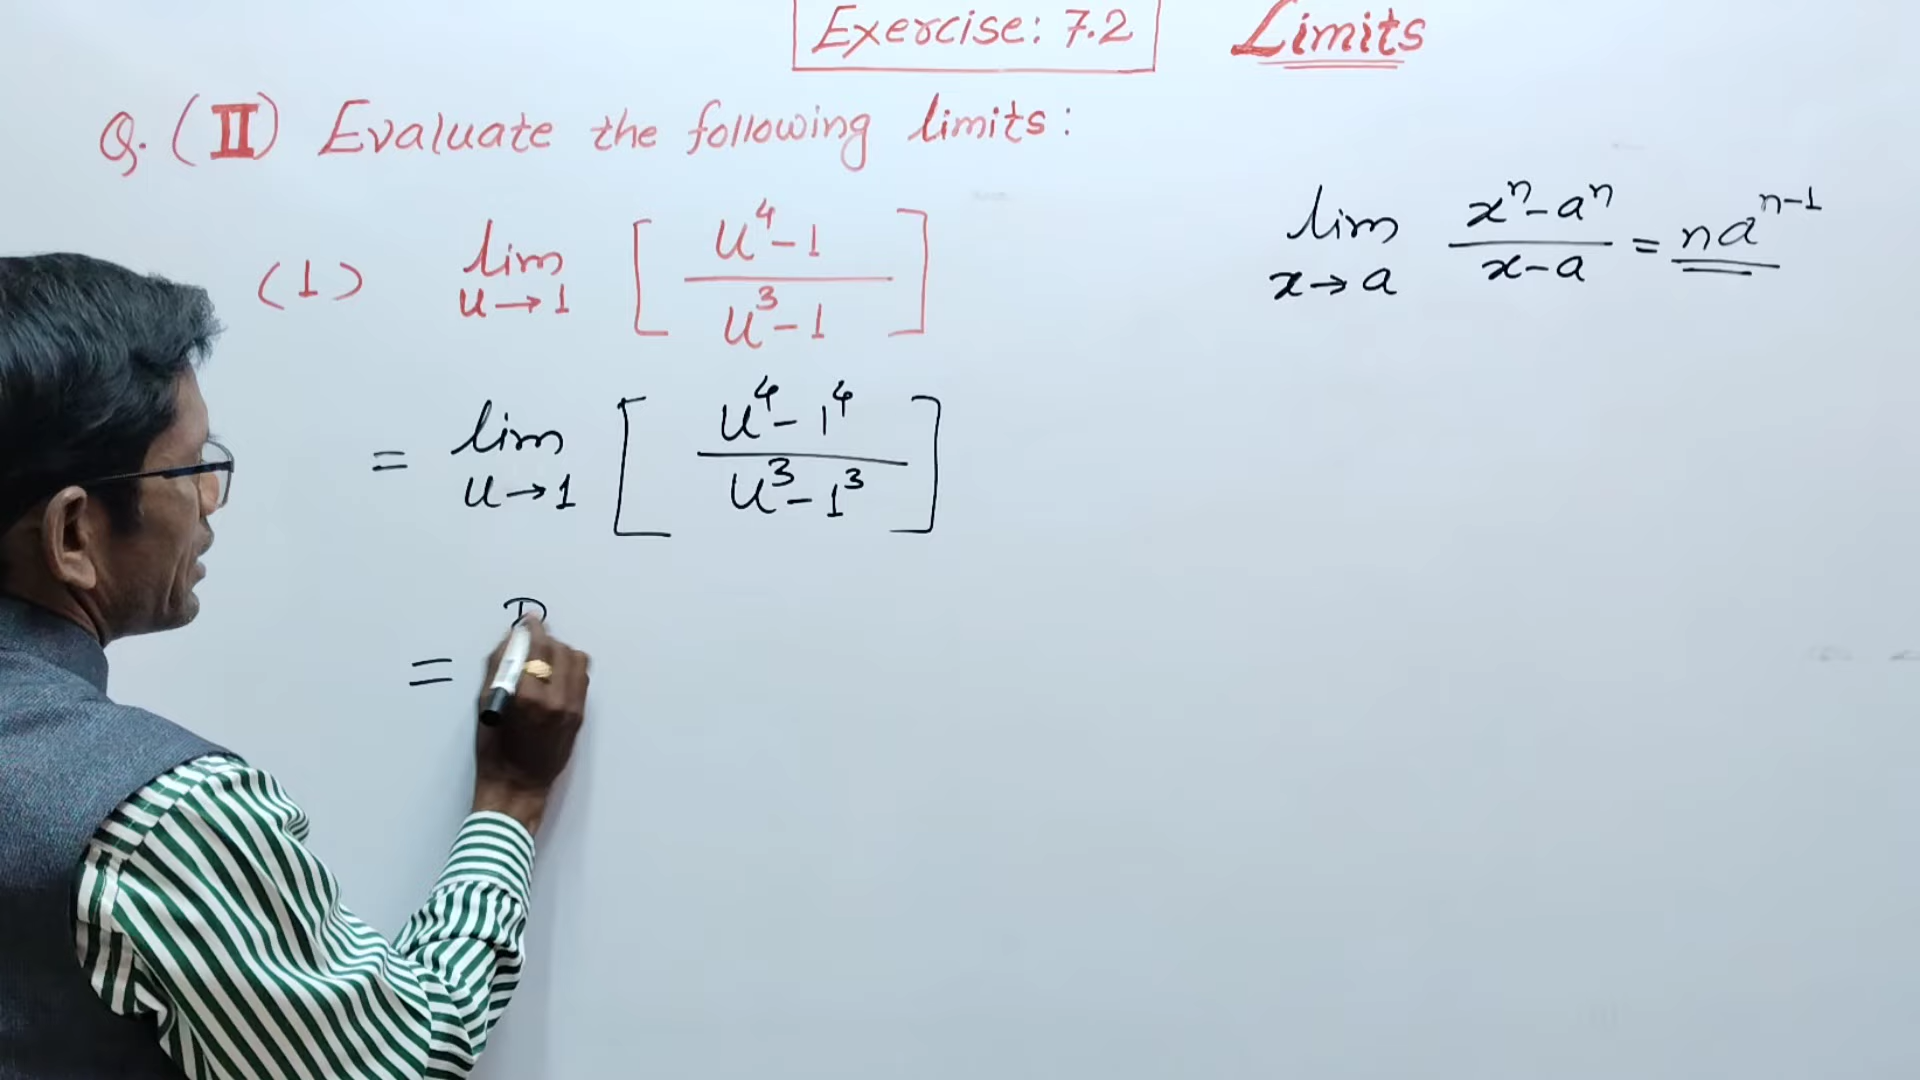 Exercise: 7.2 Limits
Q. (II) Evaluate the following limits:
(1) lim u→1 [ (u⁴-1)/(u³-1) ]
lim x→a (xⁿ-aⁿ)/(x-a) = naⁿ⁻¹
= lim u→1 [ (u⁴-1⁴)/(u³-1³) ]
=